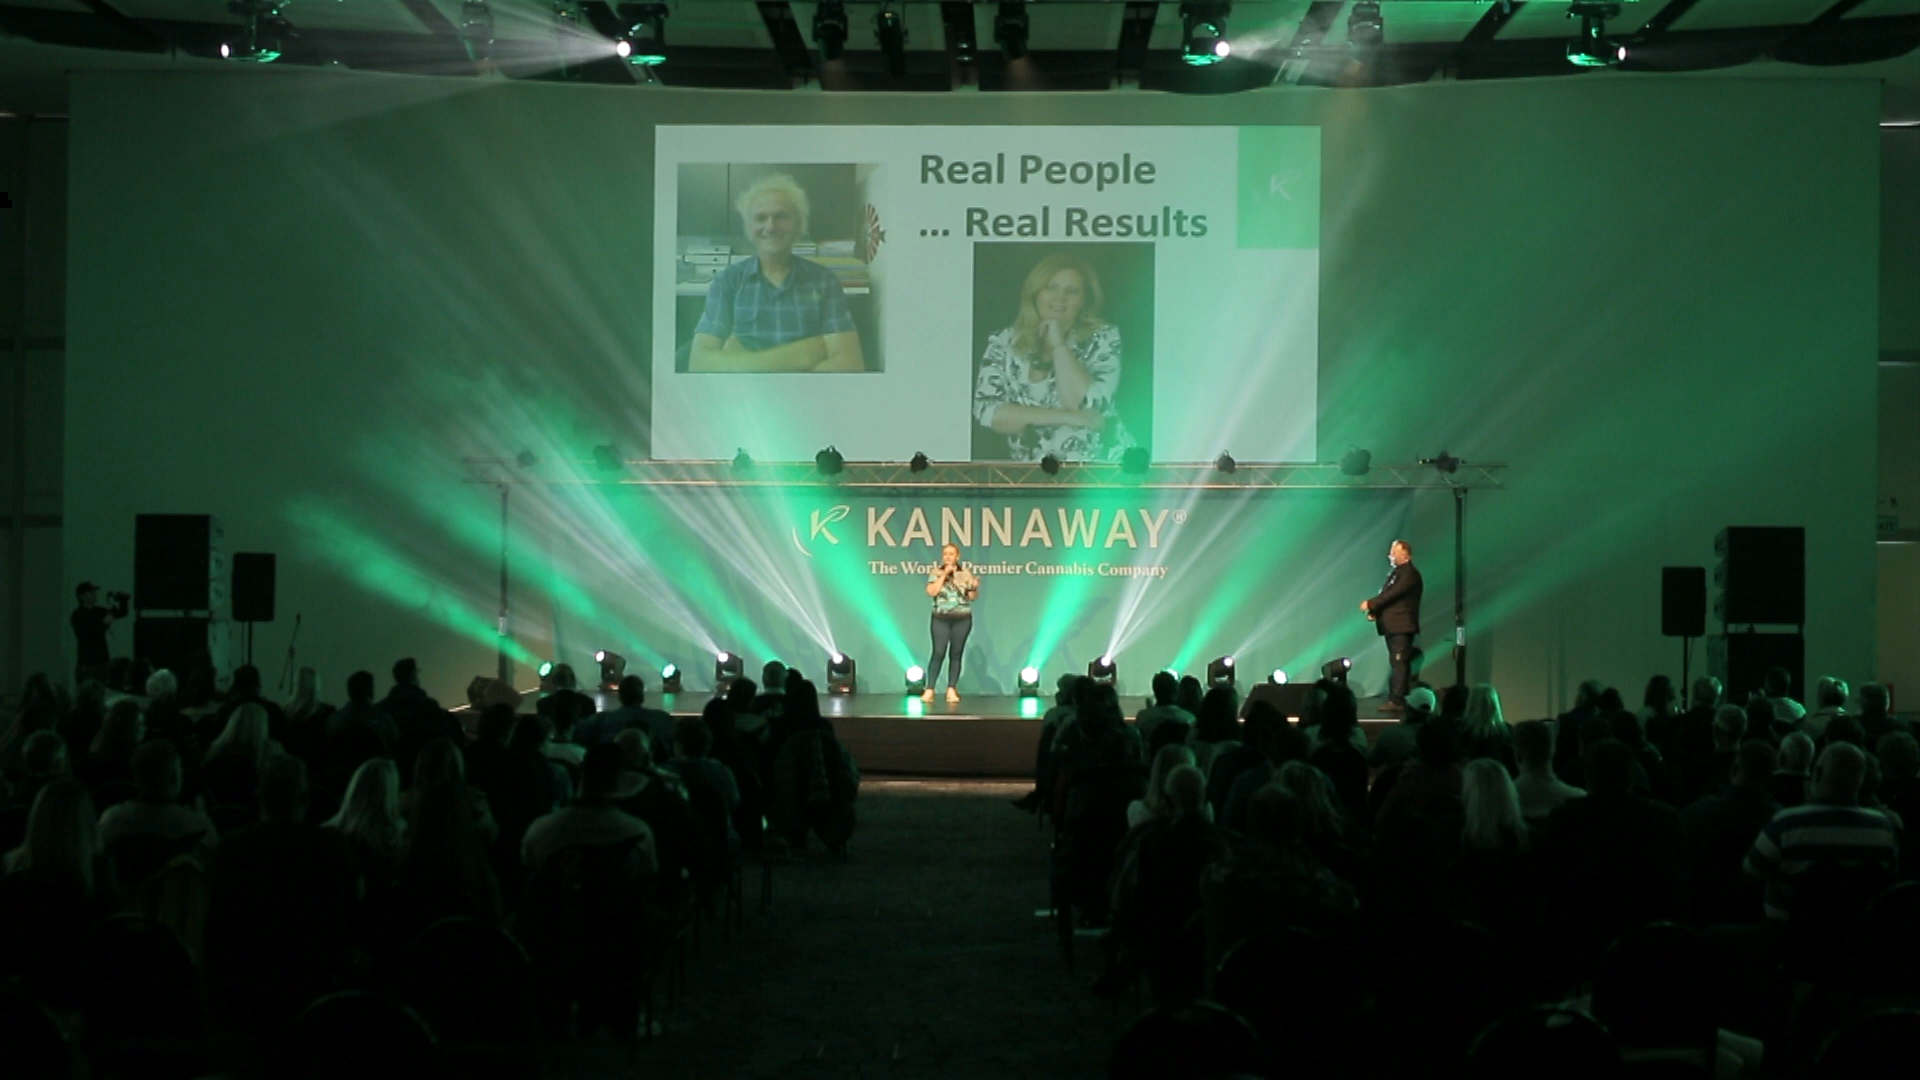 Real People
... Real Results
K KANNAWAY®
The World's Premier Cannabis Company